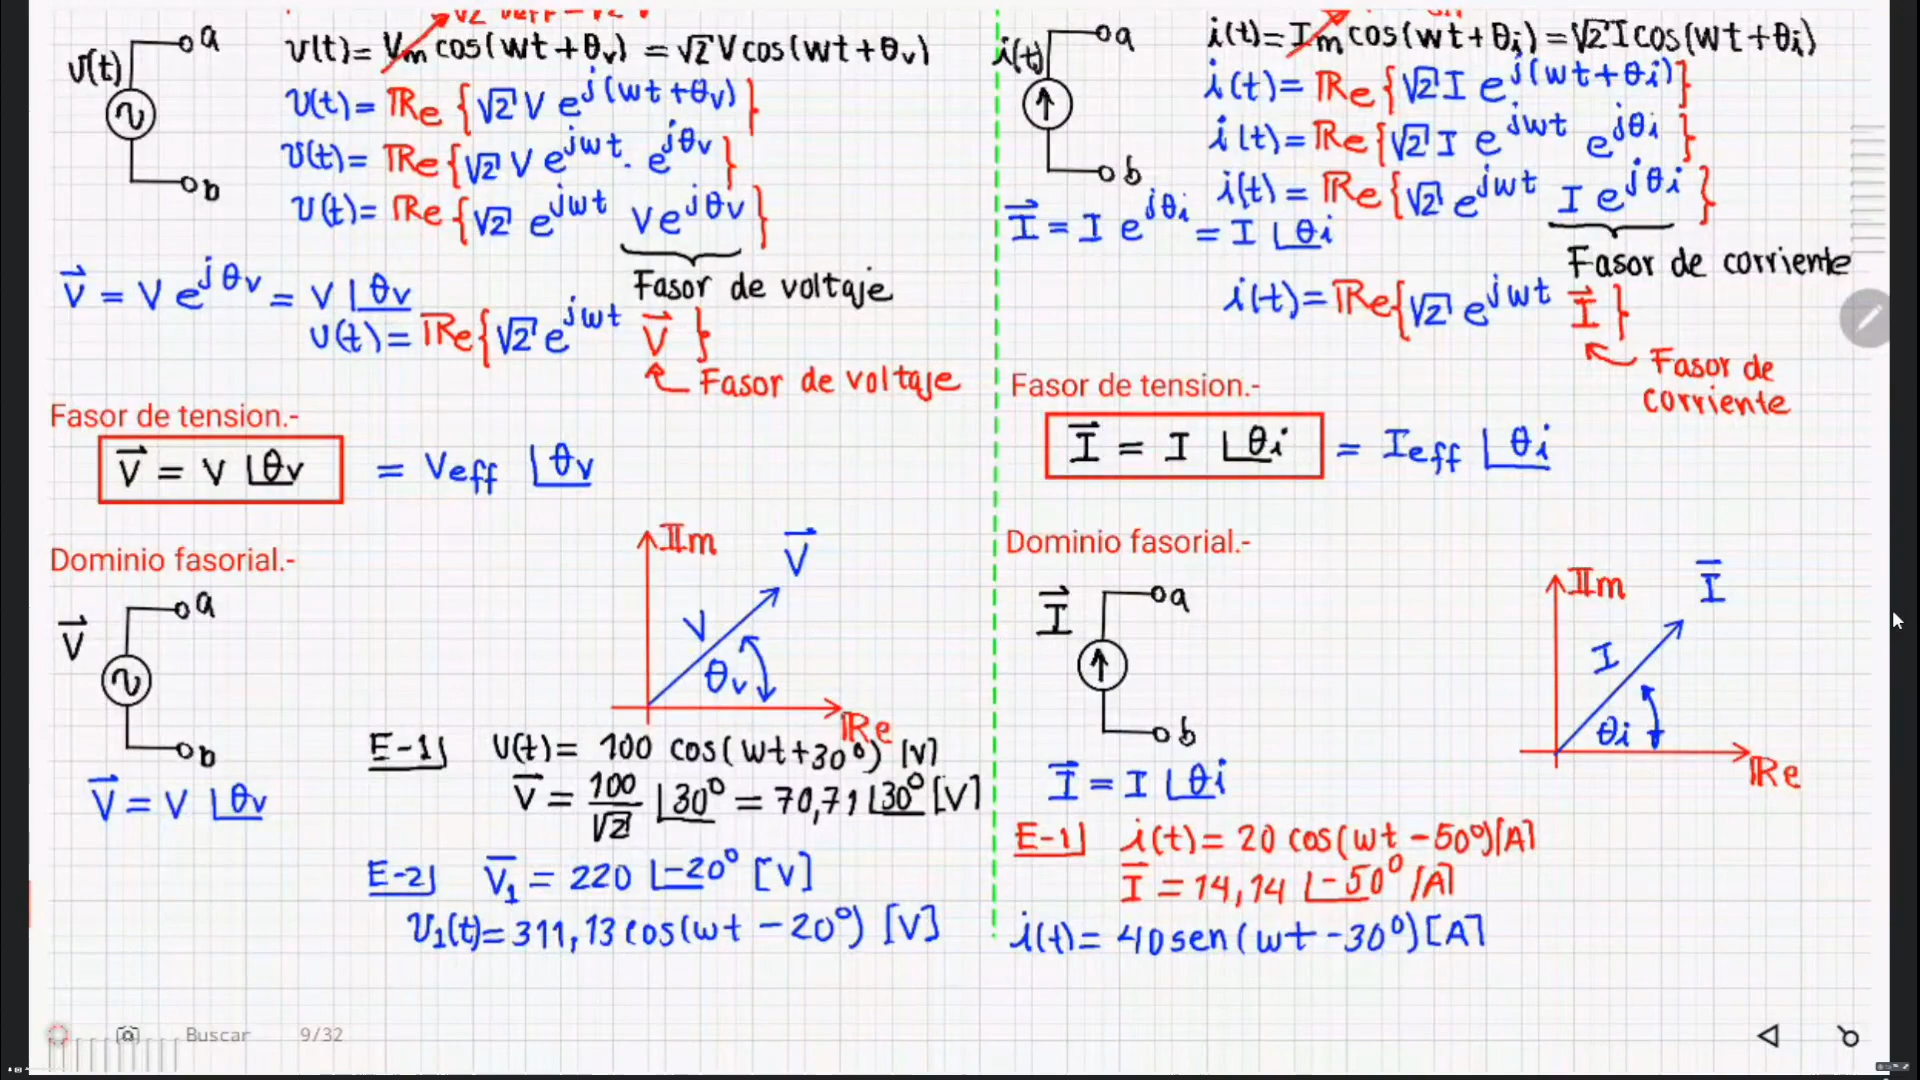 v(t)
a
b
v(t)= Vm cos(wt+θv) = √2 V cos(wt+θv)
v(t)= ℝe {√2 V e^j(wt+θv)}
v(t)= ℝe {√2 V e^jwt . e^jθv}
v(t)= ℝe {√2 e^jwt V e^jθv}
Fasor de voltaje
V⃗ = V e^jθv = V ∟θv
v(t)= ℝe{√2 e^jwt V⃗ }
Fasor de voltaje
Fasor de tension.-
V⃗ = V ∟θv = Veff ∟θv
Dominio fasorial.-
V⃗
a
b
V⃗ = V ∟θv
𝕀m
V⃗
V
θv
ℝe
E-1 v(t)= 100 cos(wt+30°) [V]
V⃗ = 100/√2 ∟30° = 70,71 ∟30° [V]
E-2 V⃗1 = 220 ∟-20° [V]
v1(t)= 311,13 cos(wt - 20°) [V]
i(t)
a
b
i(t)= Im cos(wt+θi) = √2 I cos(wt+θi)
i(t)= ℝe {√2 I e^j(wt+θi)}
i(t)= ℝe {√2 I e^jwt e^jθi}
i(t) = ℝe {√2 e^jwt I e^jθi}
I⃗ = I e^jθi = I ∟θi
Fasor de corriente
i(t)= ℝe{√2 e^jwt I⃗ }
Fasor de
corriente
Fasor de tension.-
I⃗ = I ∟θi = Ieff ∟θi
Dominio fasorial.-
I⃗
a
b
I⃗ = I ∟θi
𝕀m
I⃗
I
θi
ℝe
E-1 i(t)= 20 cos(wt -50°)[A]
I⃗ = 14,14 ∟-50° [A]
i(t)= 40 sen(wt -30°)[A]
Buscar 9/32